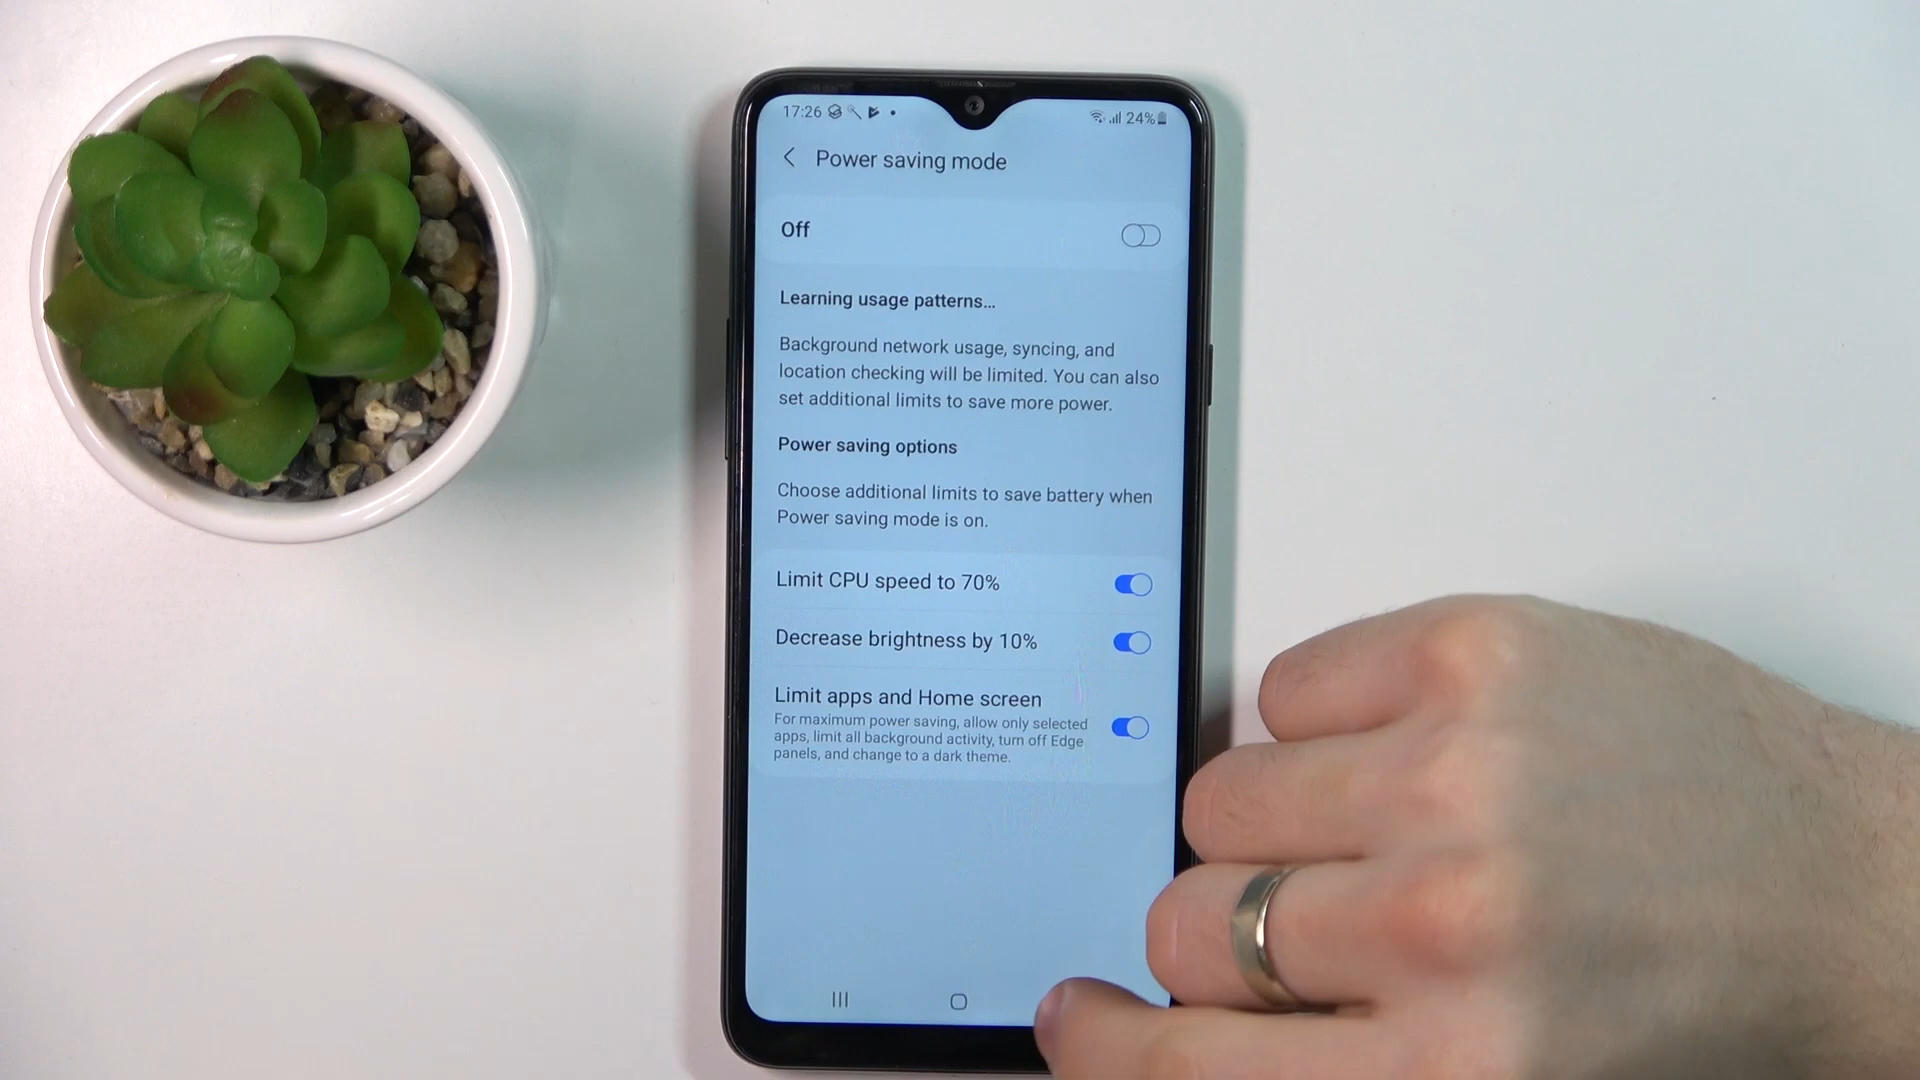 17:26
24%
Power saving mode
Off
Learning usage patterns...
Background network usage, syncing, and
location checking will be limited. You can also
set additional limits to save more power.
Power saving options
Choose additional limits to save battery when
Power saving mode is on.
Limit CPU speed to 70%
Decrease brightness by 10%
Limit apps and Home screen
For maximum power saving, allow only selected
apps, limit all background activity, turn off Edge
panels, and change to a dark theme.